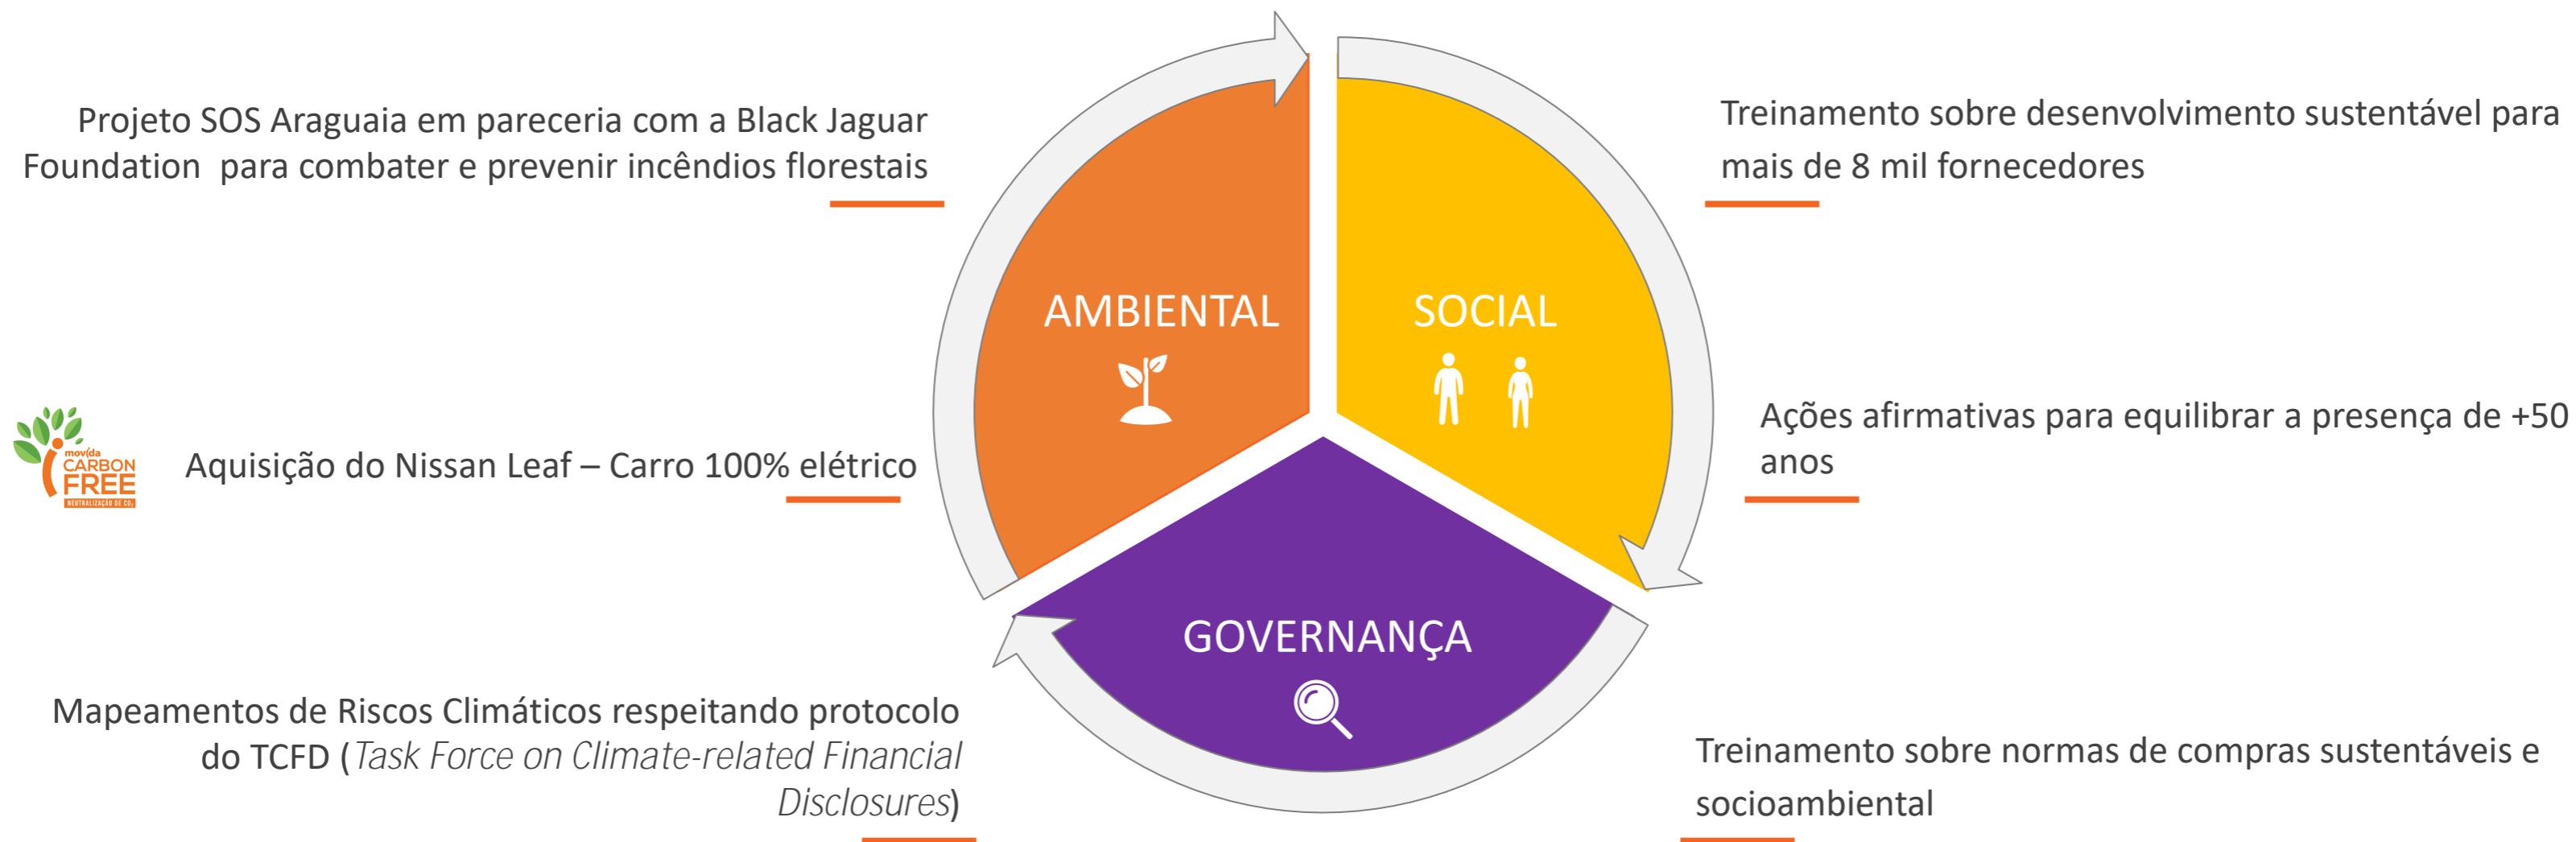 Projeto SOS Araguaia em pareceria com a Black Jaguar
Foundation para combater e prevenir incêndios florestais
movida
CARBON
FREE
NEUTRALIZAÇÃO DE CO₂
Aquisição do Nissan Leaf – Carro 100% elétrico
Mapeamentos de Riscos Climáticos respeitando protocolo
do TCFD (Task Force on Climate-related Financial
Disclosures)
AMBIENTAL
SOCIAL
GOVERNANÇA
Treinamento sobre desenvolvimento sustentável para
mais de 8 mil fornecedores
Ações afirmativas para equilibrar a presença de +50
anos
Treinamento sobre normas de compras sustentáveis e
socioambiental